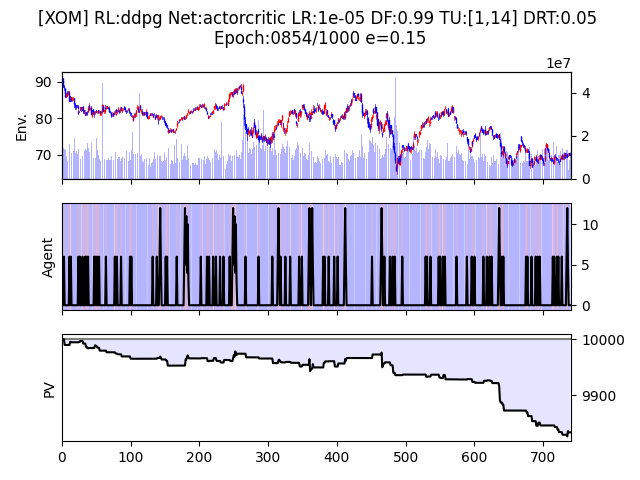 [XOM] RL:ddpg Net:actorcritic LR:1e-05 DF:0.99 TU:[1,14] DRT:0.05
Epoch:0854/1000 e=0.15
1e7
90
80
70
Env.
4
2
0
Agent
10
5
0
PV
10000
9900
0 100 200 300 400 500 600 700